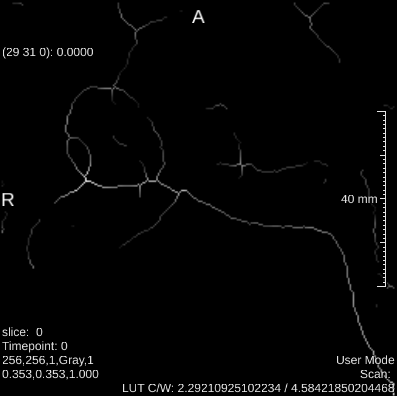 A
(29 31 0): 0.0000
R
40 mm
slice:  0
Timepoint: 0
256,256,1,Gray,1
0.353,0.353,1.000
User Mode
Scan:
LUT C/W: 2.29210925102234 / 4.58421850204468